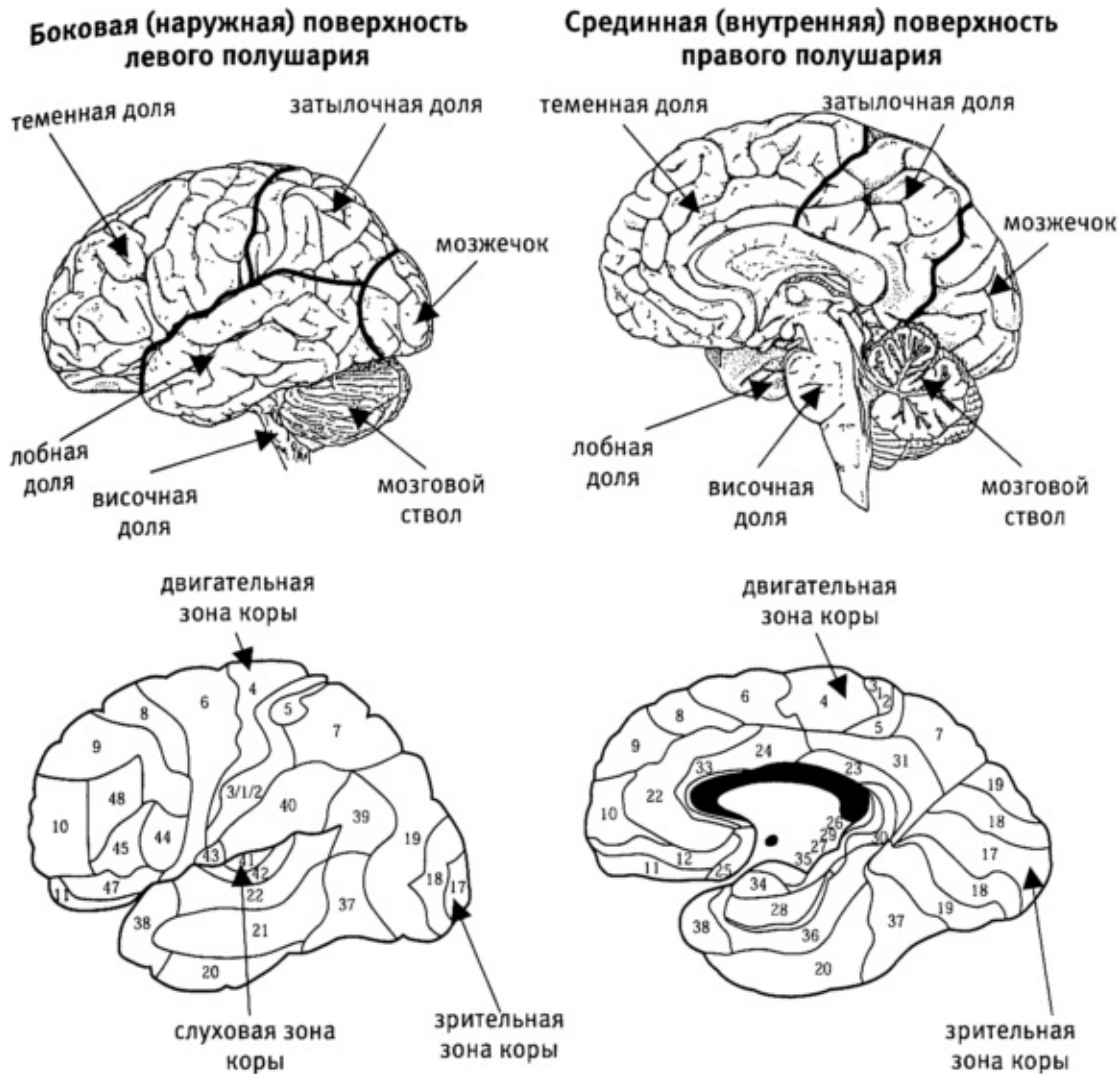 Боковая (наружная) поверхность
левого полушария
теменная доля
затылочная доля
мозжечок
лобная
доля
височная
доля
мозговой
ствол
Срединная (внутренняя) поверхность
правого полушария
теменная доля
затылочная доля
мозжечок
лобная
доля
височная
доля
мозговой
ствол
двигательная
зона коры
6
4
8
5
9
7
48
3/1/2
40
10
39
44
45
19
43
41
42
47
11
22
18
17
38
37
21
20
слуховая зона
коры
зрительная
зона коры
двигательная
зона коры
6
4
3
1
2
8
5
7
9
24
31
33
23
19
22
10
26
18
29
30
27
12
17
35
11
25
34
18
28
19
37
38
36
20
зрительная
зона коры